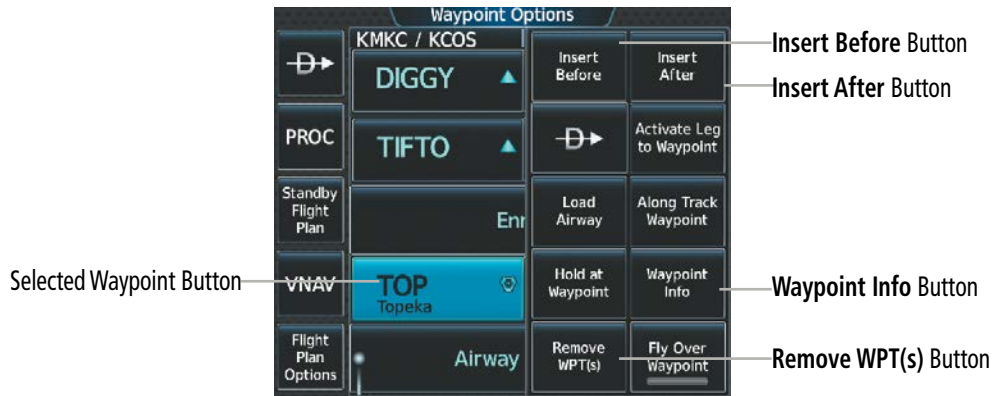 Waypoint Options
KMKC / KCOS
DIGGY
Insert
Before
Insert
After
Insert Before Button
Insert After Button
PROC
TIFTO
Activate Leg
to Waypoint
Standby
Flight
Plan
Enr
Load
Airway
Along Track
Waypoint
Selected Waypoint Button
VNAV
TOP
Topeka
Hold at
Waypoint
Waypoint
Info
Waypoint Info Button
Flight
Plan
Options
Airway
Remove
WPT(s)
Fly Over
Waypoint
Remove WPT(s) Button